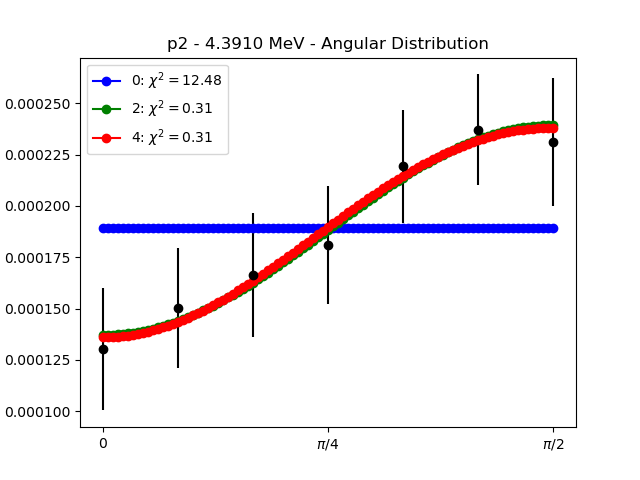 p2 - 4.3910 MeV - Angular Distribution
0: χ² = 12.48
2: χ² = 0.31
4: χ² = 0.31
0.000250
0.000225
0.000200
0.000175
0.000150
0.000125
0.000100
0
π/4
π/2